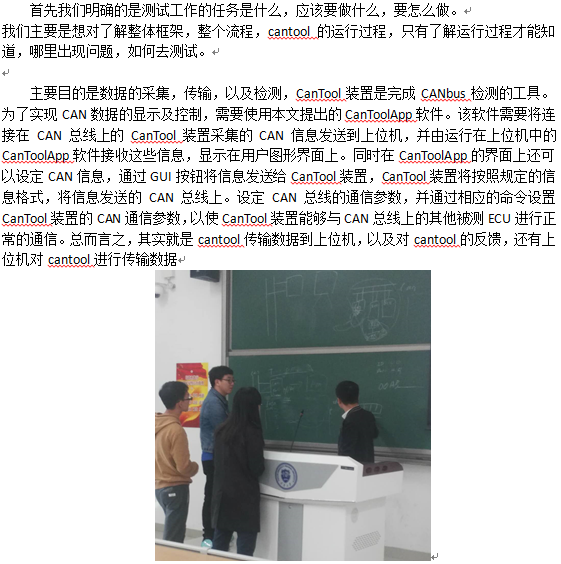 首先我们明确的是测试工作的任务是什么，应该要做什么，要怎么做。
我们主要是想对了解整体框架，整个流程，cantool 的运行过程，只有了解运行过程才能知
道，哪里出现问题，如何去测试。
主要目的是数据的采集，传输，以及检测，CanTool 装置是完成 CANbus 检测的工具。
为了实现 CAN 数据的显示及控制，需要使用本文提出的 CanToolApp 软件。该软件需要将连
接在 CAN 总线上的 CanTool 装置采集的 CAN 信息发送到上位机，并由运行在上位机中的
CanToolApp 软件接收这些信息，显示在用户图形界面上。同时在 CanToolApp 的界面上还可
以设定 CAN 信息，通过 GUI 按钮将信息发送给 CanTool 装置，CanTool 装置将按照规定的信
息格式，将信息发送的 CAN 总线上。设定 CAN 总线的通信参数，并通过相应的命令设置
CanTool 装置的 CAN 通信参数，以使 CanTool 装置能够与 CAN 总线上的其他被测 ECU 进行正
常的通信。总而言之，其实就是 cantool 传输数据到上位机，以及对 cantool 的反馈，还有上
位机对 cantool 进行传输数据